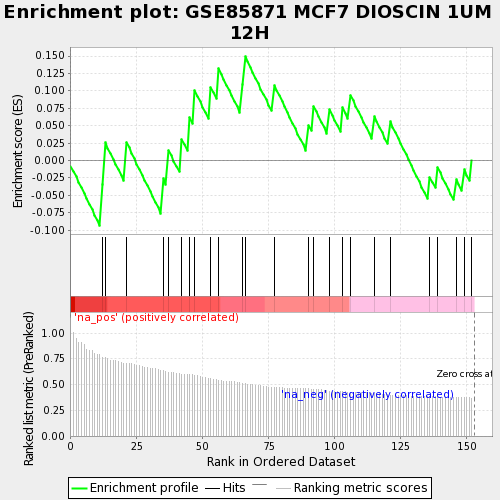 Enrichment plot: GSE85871 MCF7 DIOSCIN 1UM
12H
Enrichment score (ES)
0.150
0.125
0.100
0.075
0.050
0.025
0.000
-0.025
-0.050
-0.075
-0.100
'na_pos' (positively correlated)
Ranked list metric (PreRanked)
1.00
0.75
0.50
0.25
0.00
Zero cross at
'na_neg' (negatively correlated)
0
25
50
75
100
125
150
Rank in Ordered Dataset
Enrichment profile
Hits
Ranking metric scores